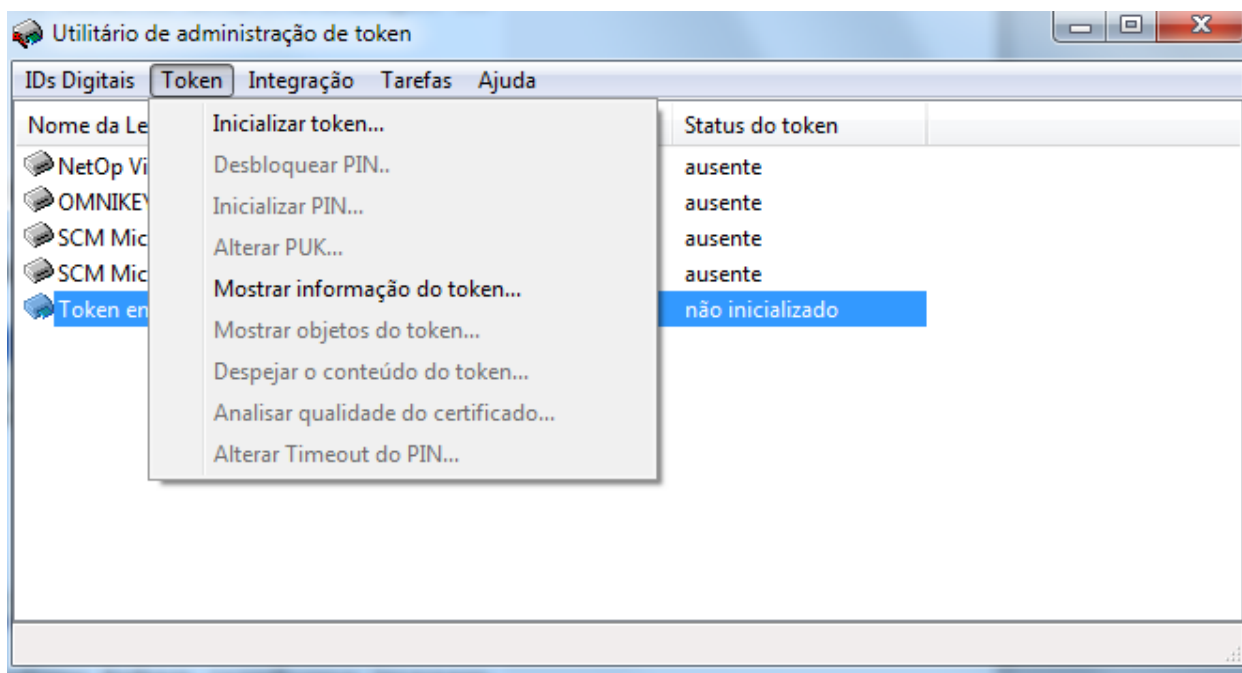 Utilitário de administração de token
IDs Digitais Token Integração Tarefas Ajuda
Nome da Le Status do token
NetOp Vi ausente
OMNIKEY ausente
SCM Mic ausente
SCM Mic ausente
Token en não inicializado
Inicializar token...
Desbloquear PIN..
Inicializar PIN...
Alterar PUK...
Mostrar informação do token...
Mostrar objetos do token...
Despejar o conteúdo do token...
Analisar qualidade do certificado...
Alterar Timeout do PIN...